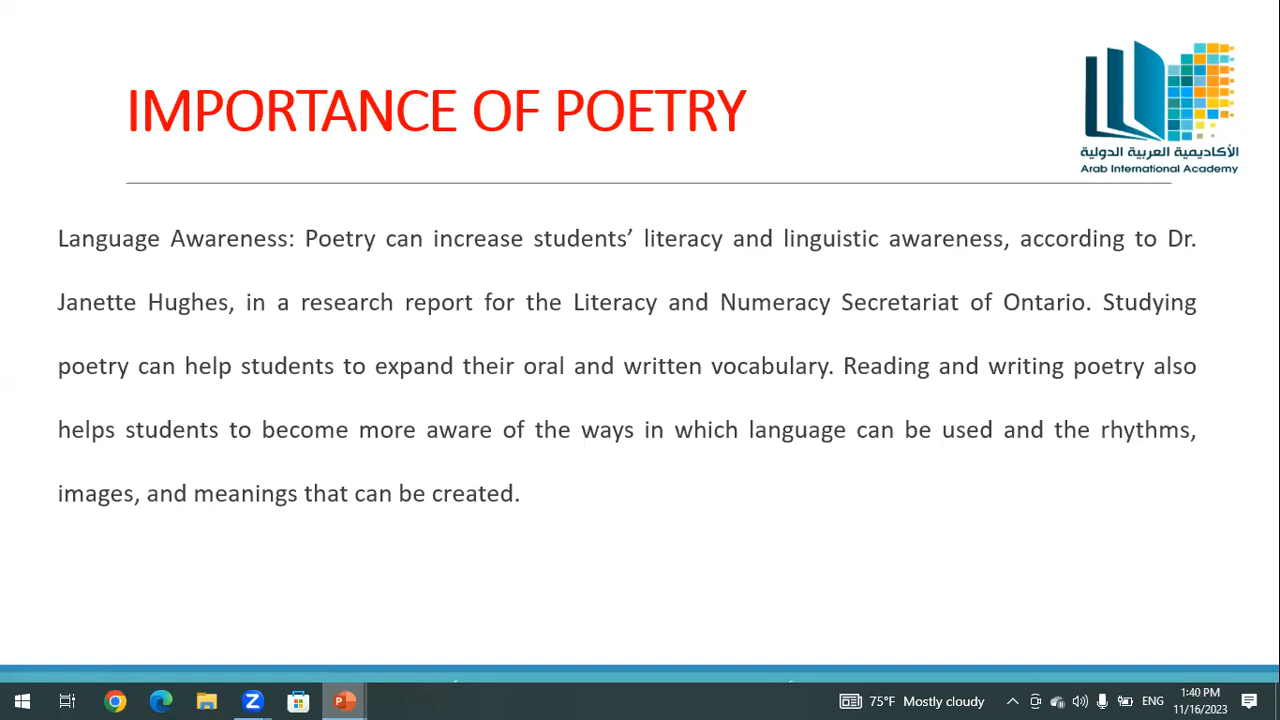 IMPORTANCE OF POETRY
الأكاديمية العربية الدولية
Arab International Academy
Language Awareness: Poetry can increase students’ literacy and linguistic awareness, according to Dr.
Janette Hughes, in a research report for the Literacy and Numeracy Secretariat of Ontario. Studying
poetry can help students to expand their oral and written vocabulary. Reading and writing poetry also
helps students to become more aware of the ways in which language can be used and the rhythms,
images, and meanings that can be created.
75°F Mostly cloudy
ENG
1:40 PM
11/16/2023